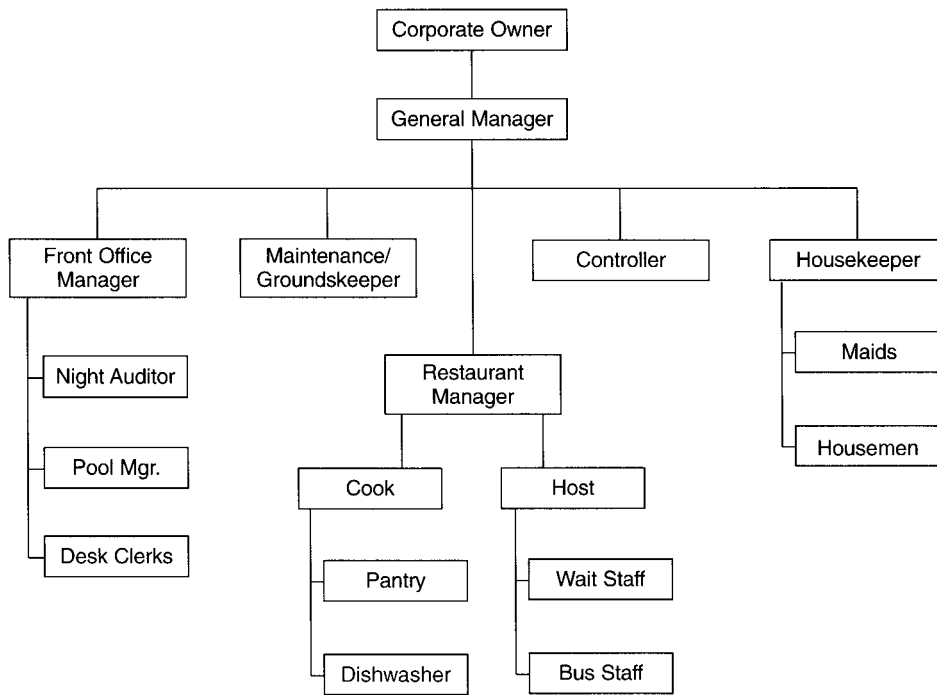 Corporate Owner
General Manager
Front Office
Manager
Maintenance/
Groundskeeper
Controller
Housekeeper
Night Auditor
Pool Mgr.
Desk Clerks
Restaurant
Manager
Cook
Host
Pantry
Dishwasher
Wait Staff
Bus Staff
Maids
Housemen